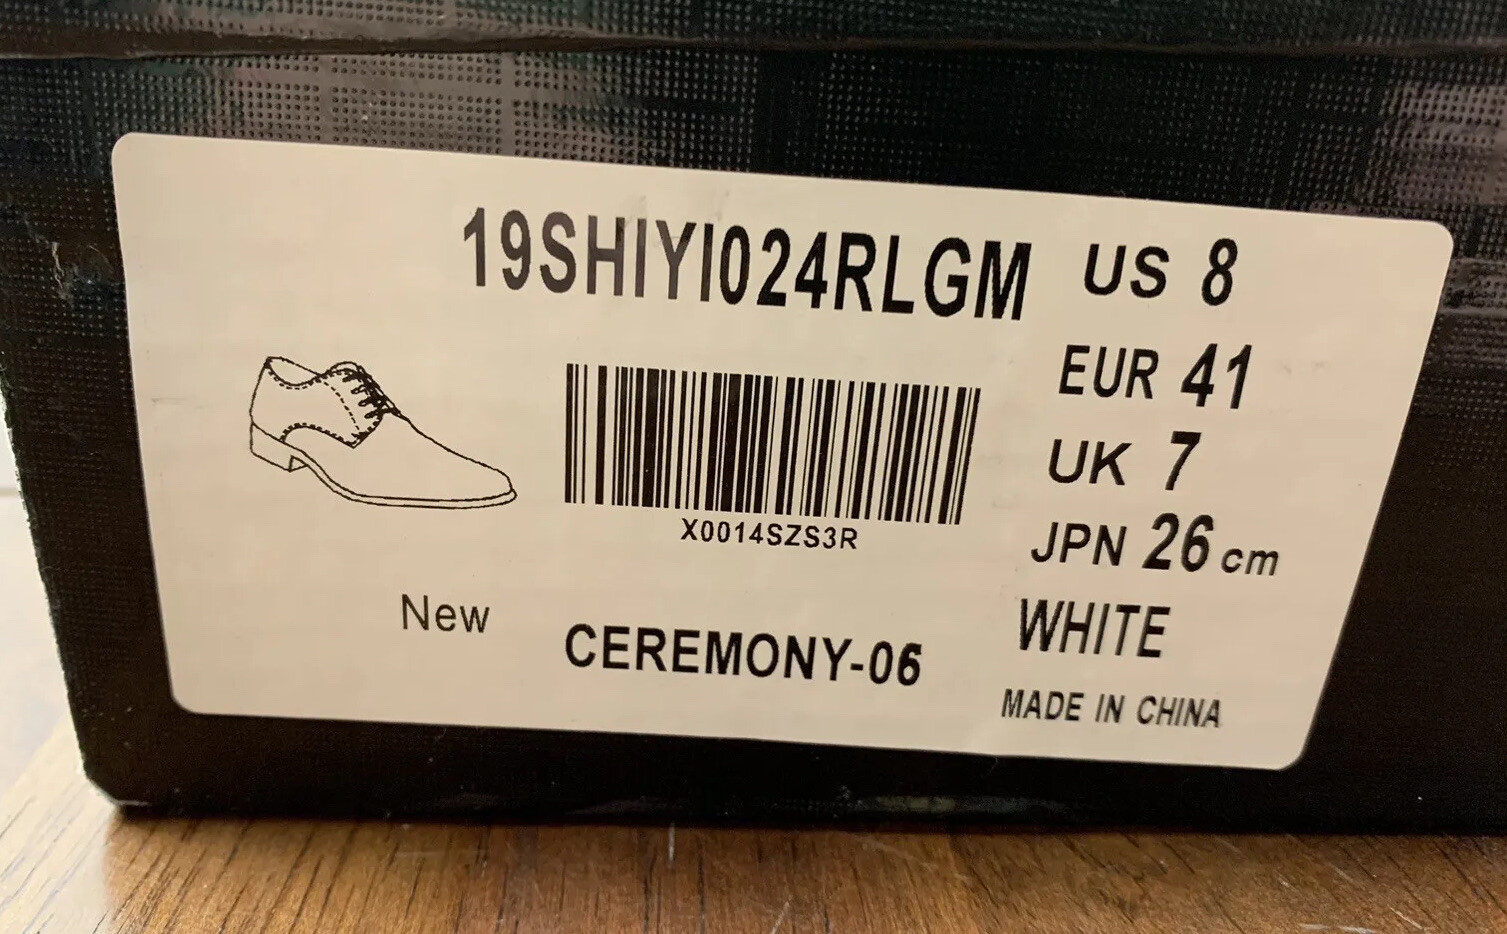 19SHIYI024RLGM
US 8
EUR 41
UK 7
JPN 26 cm
WHITE
MADE IN CHINA
X0014SZS3R
New
CEREMONY-06